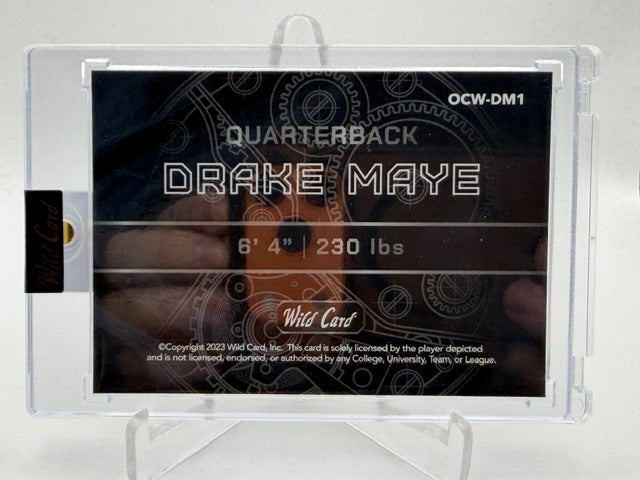 OCW-DM1
QUARTERBACK
DRAKE MAYE
6' 4" | 230 lbs
Wild Card
Wild Card
©Copyright 2023 Wild Card, Inc. This card is solely licensed by the player depicted
and is not licensed, endorsed, or authorized by any College, University, Team, or League.